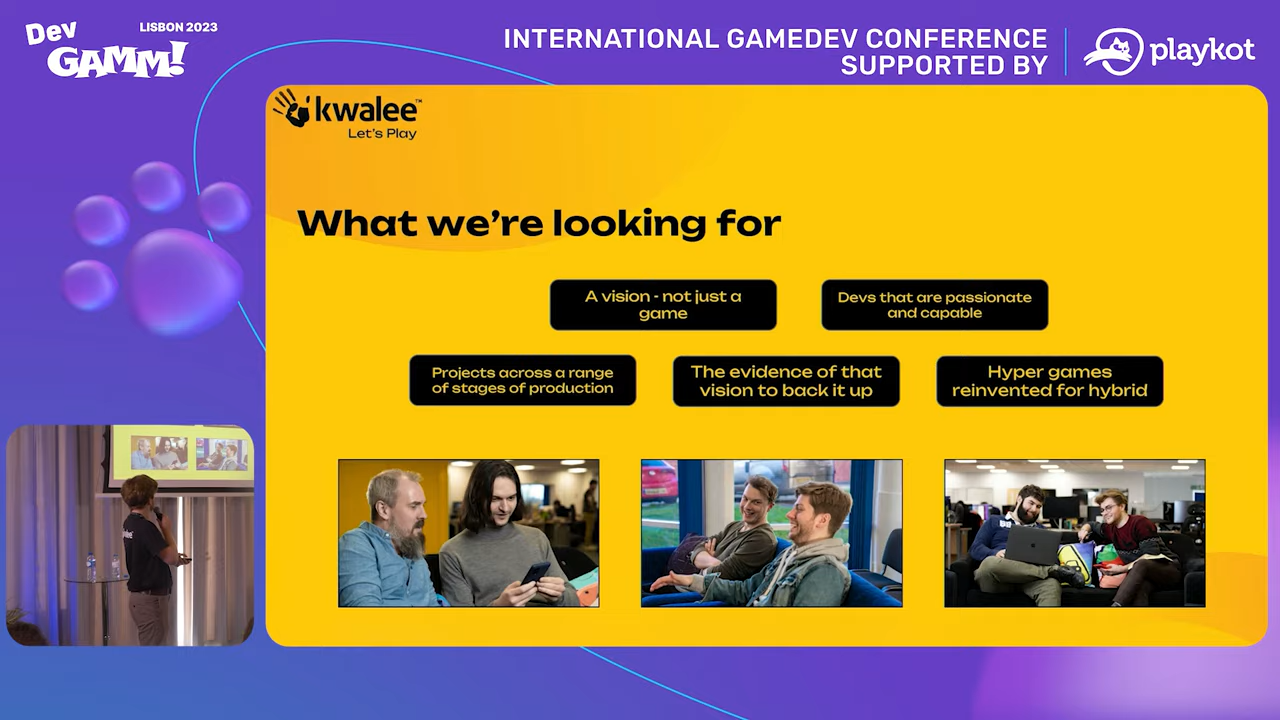 Dev
GAMM!
LISBON 2023
INTERNATIONAL GAMEDEV CONFERENCE
SUPPORTED BY
playkot
kwalee™
Let's Play
What we're looking for
A vision - not just a
game
Devs that are passionate
and capable
Projects across a range
of stages of production
The evidence of that
vision to back it up
Hyper games
reinvented for hybrid